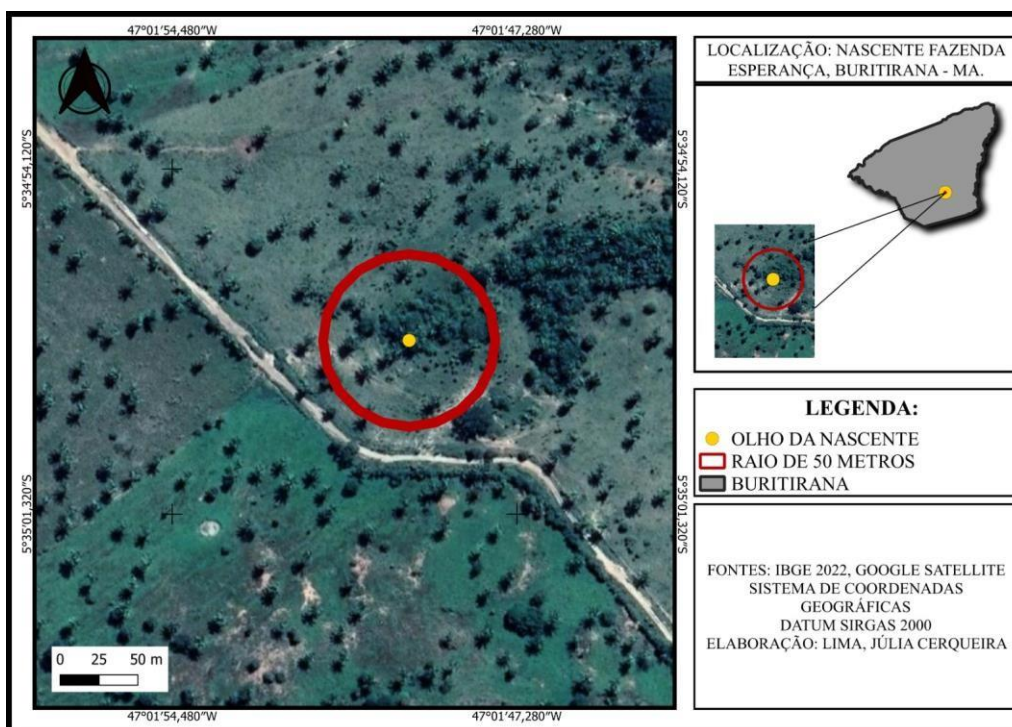 47°01′54,480″W
47°01′47,280″W
5°34′54,120″S
5°34′54,120″S
5°35′01,320″S
5°35′01,320″S
0 25 50 m
47°01′54,480″W
47°01′47,280″W
LOCALIZAÇÃO: NASCENTE FAZENDA
ESPERANÇA, BURITIRANA - MA.
LEGENDA:
OLHO DA NASCENTE
RAIO DE 50 METROS
BURITIRANA
FONTES: IBGE 2022, GOOGLE SATELLITE
SISTEMA DE COORDENADAS
GEOGRÁFICAS
DATUM SIRGAS 2000
ELABORAÇÃO: LIMA, JÚLIA CERQUEIRA